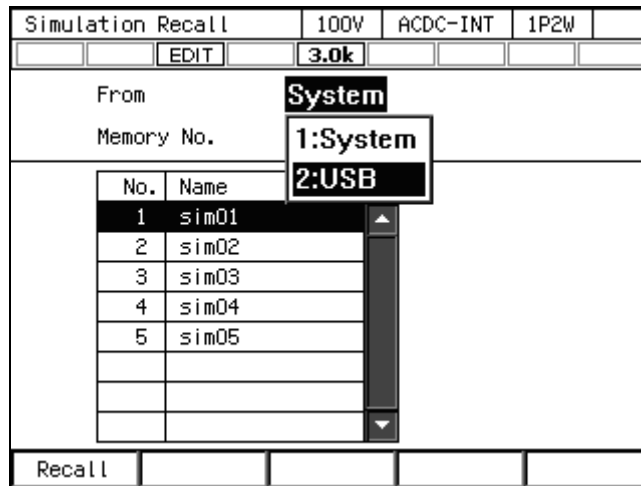 Simulation Recall 100V ACDC-INT 1P2W
EDIT 3.0k
From System
Memory No. 1:System
2:USB
No. Name
1 sim01
2 sim02
3 sim03
4 sim04
5 sim05
Recall